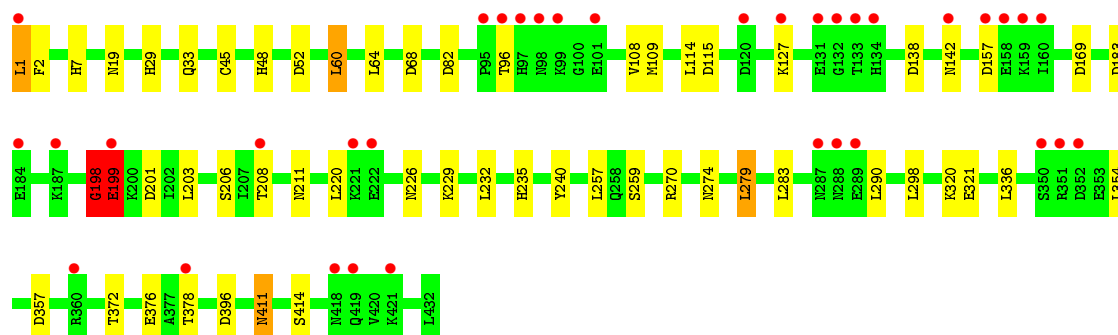 L1 F2 H7 N19 H29 Q33 C45 H48 D52 L60 L64 D68 D82 P95 T96 H97 N98 K99 G100 E101 V108 M109 L114 D115 D120 K127 E131 G132 T133 H134 D138 N142 D157 E158 K159 I160 D169 D183
E184 K187 G198 E199 K200 D201 I202 L203 S206 I207 T208 N211 L220 K221 E222 N226 K229 L232 H235 Y240 L257 Q258 S259 R270 N274 L279 L283 N287 N288 E289 L290 L298 K320 E321 L336 S350 R351 D352 E353 L354
D357 R360 T372 E376 A377 T378 D396 N411 S414 N418 Q419 V420 K421 L432